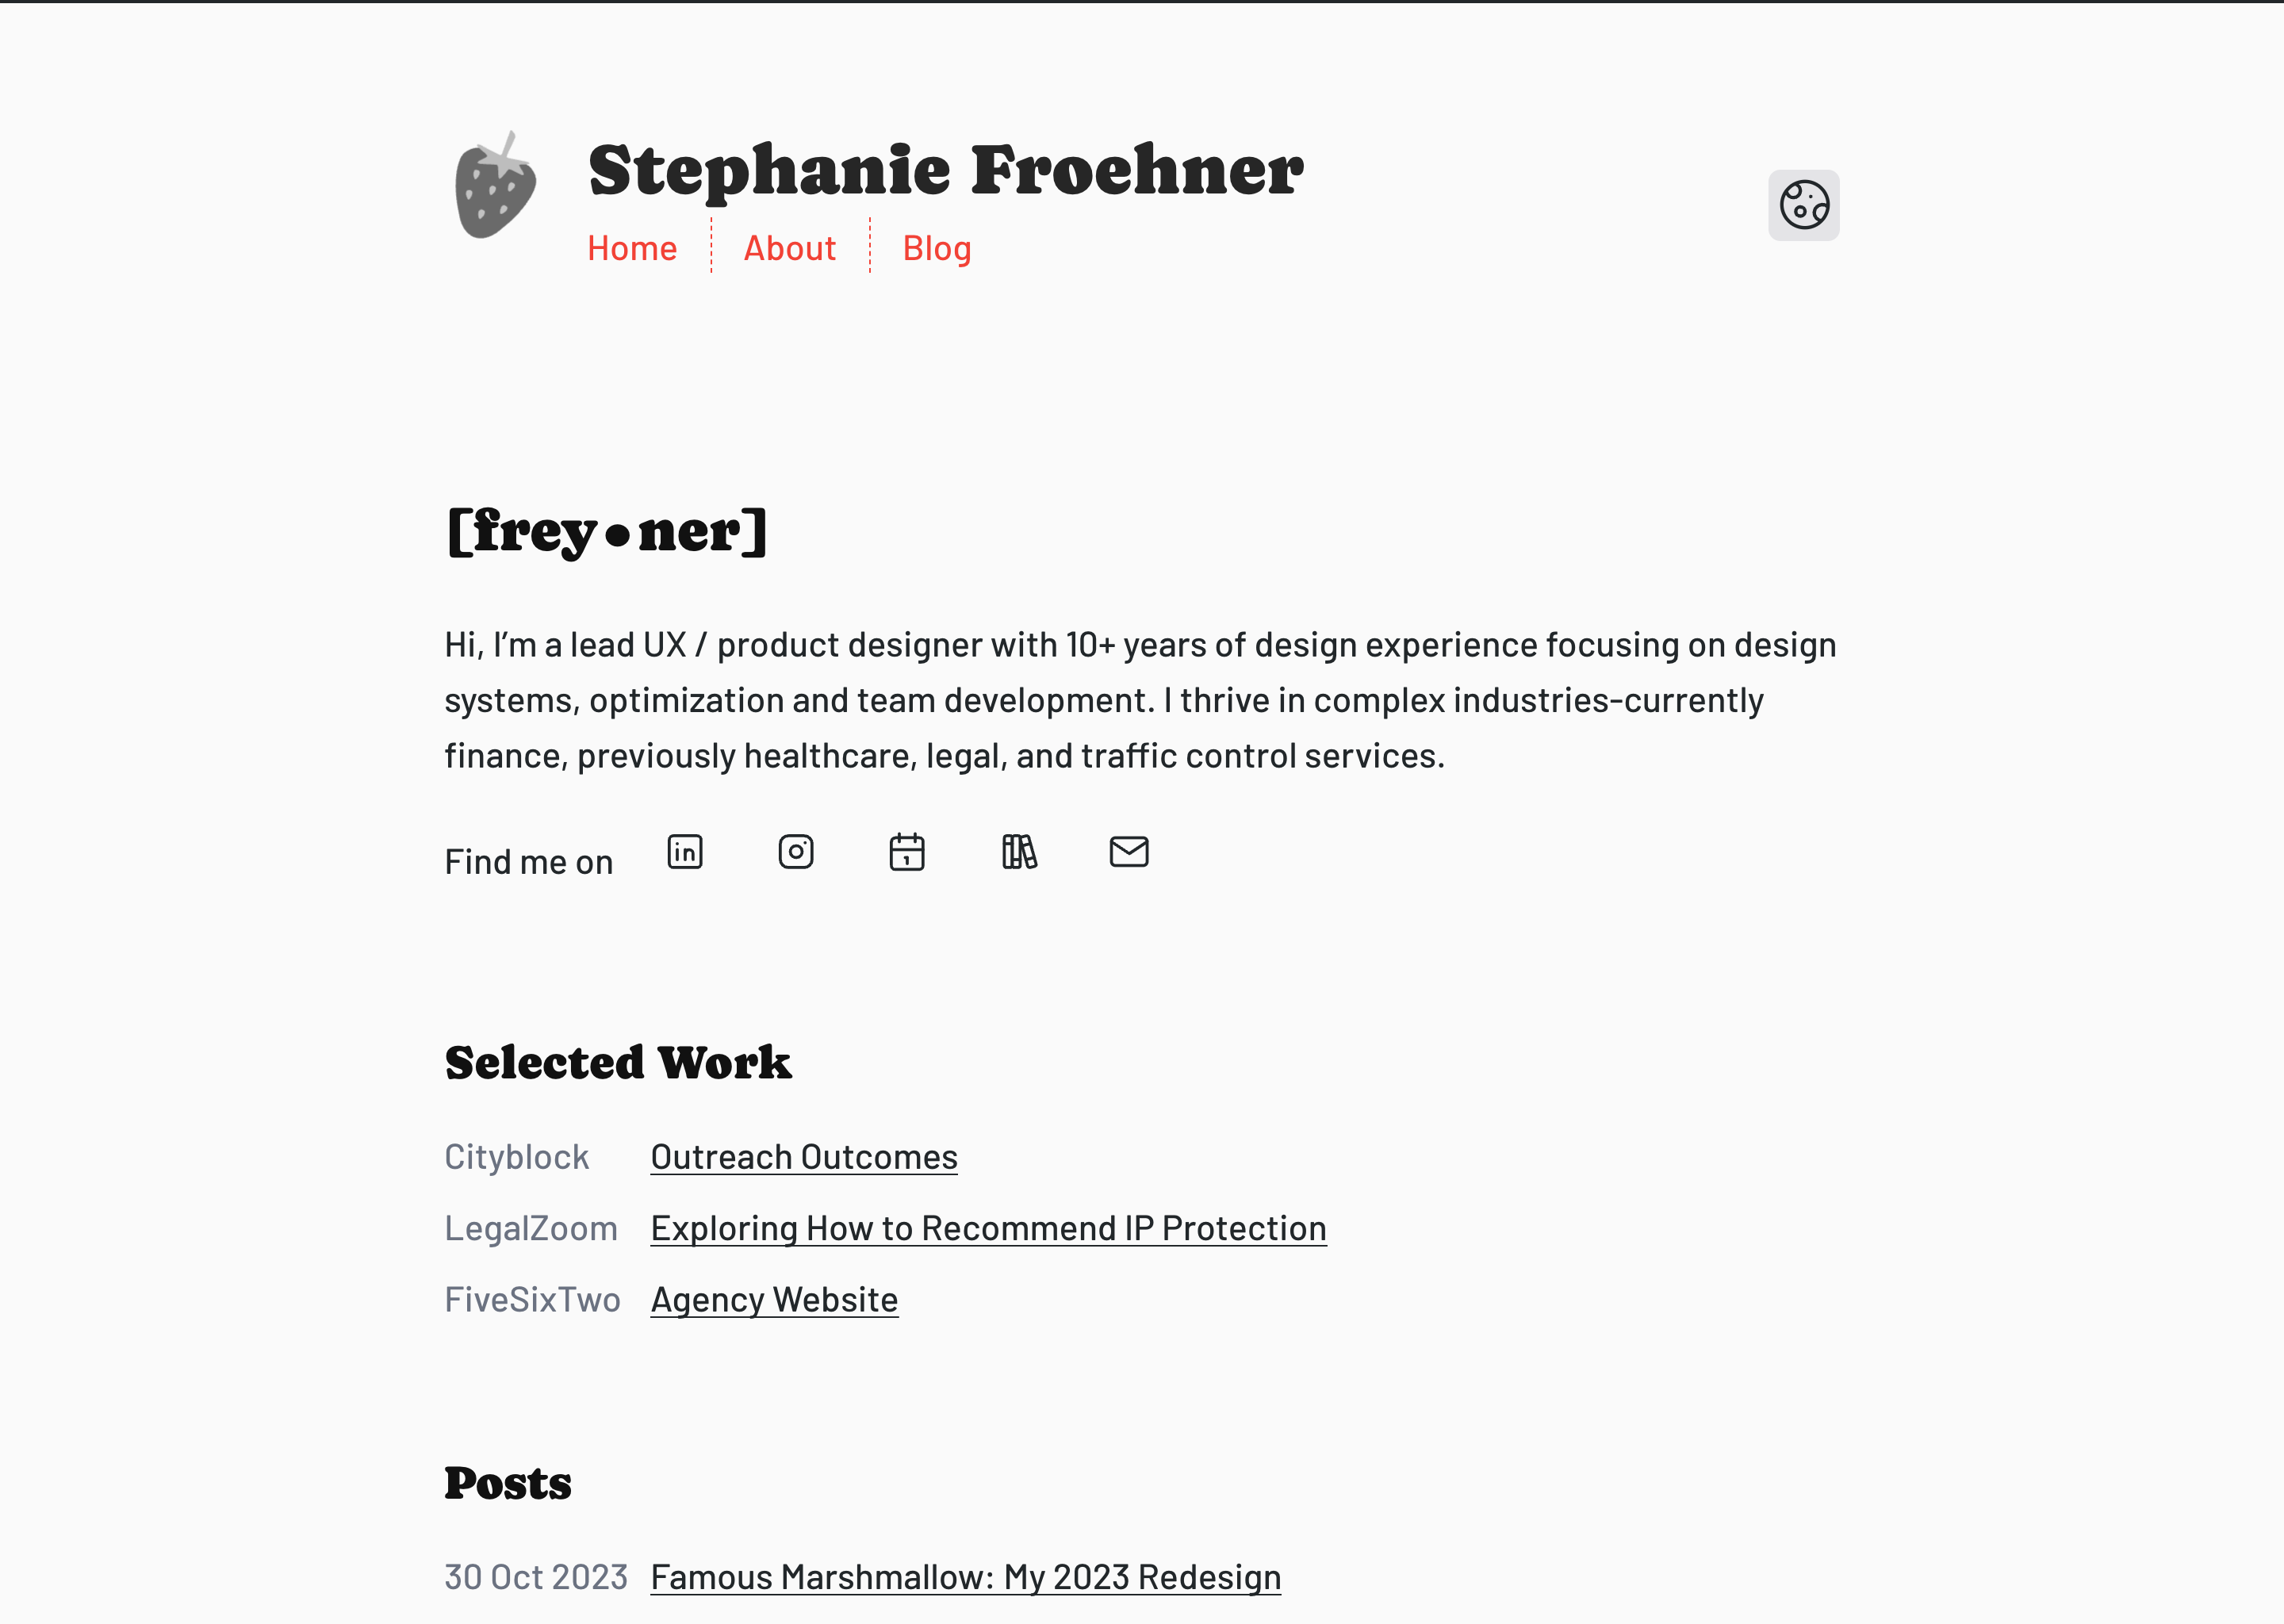 Stephanie Froehner
Home
About
Blog
[frey•ner]
Hi, I’m a lead UX / product designer with 10+ years of design experience focusing on design
systems, optimization and team development. I thrive in complex industries-currently
finance, previously healthcare, legal, and traffic control services.
Find me on
Selected Work
Cityblock Outreach Outcomes
LegalZoom Exploring How to Recommend IP Protection
FiveSixTwo Agency Website
Posts
30 Oct 2023 Famous Marshmallow: My 2023 Redesign